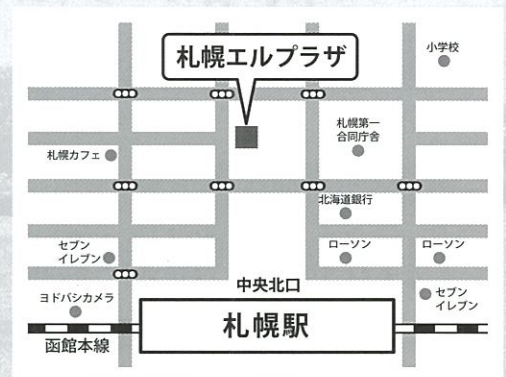 小学校
札幌エルプラザ
札幌第一
合同庁舎
札幌カフェ
北海道銀行
セブン
イレブン
ローソン
ローソン
中央北口
ヨドバシカメラ
セブン
イレブン
札幌駅
函館本線